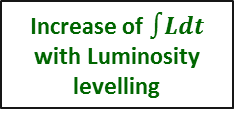 Increase of ∫Ldt
with Luminosity
levelling